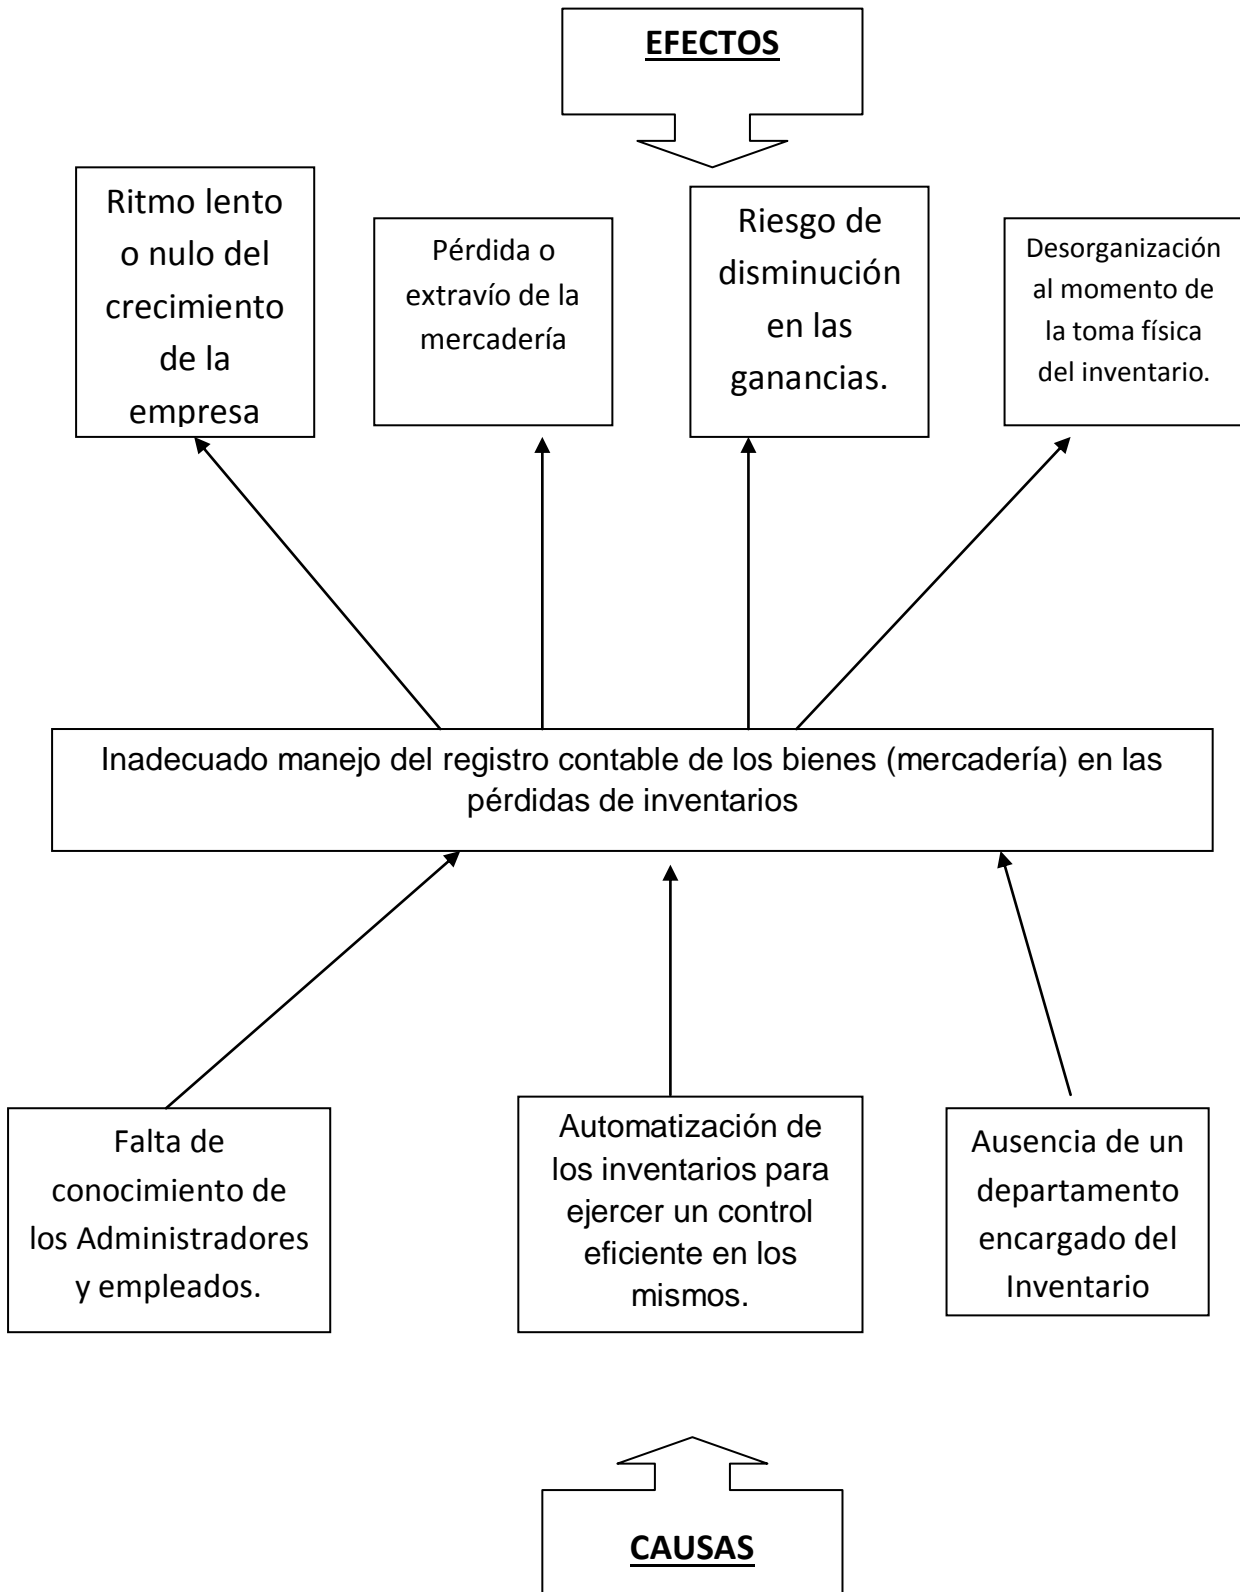 EFECTOS
Ritmo lento
o nulo del
crecimiento
de la
empresa
Pérdida o
extravío de la
mercadería
Riesgo de
disminución
en las
ganancias.
Desorganización
al momento de
la toma física
del inventario.
Inadecuado manejo del registro contable de los bienes (mercadería) en las
pérdidas de inventarios
Falta de
conocimiento de
los Administradores
y empleados.
Automatización de
los inventarios para
ejercer un control
eficiente en los
mismos.
Ausencia de un
departamento
encargado del
Inventario
CAUSAS